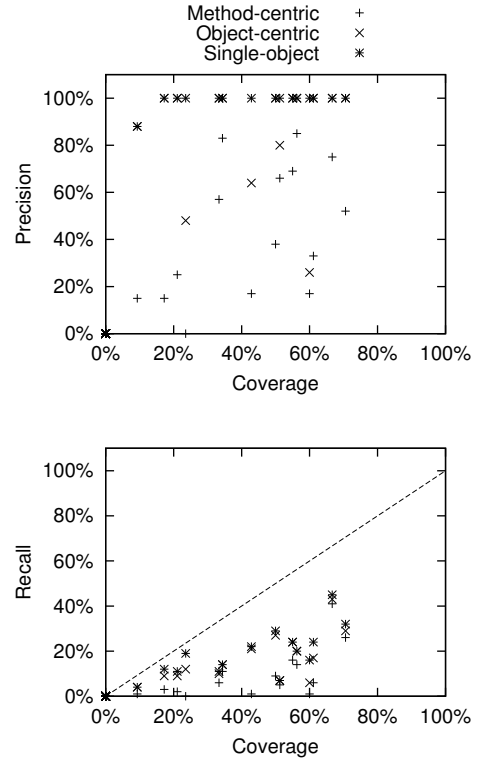 Method-centric +
Object-centric ×
Single-object ∗
100%
80%
60%
40%
20%
0%
Precision
0% 20% 40% 60% 80% 100%
Coverage
100%
80%
60%
40%
20%
0%
Recall
0% 20% 40% 60% 80% 100%
Coverage